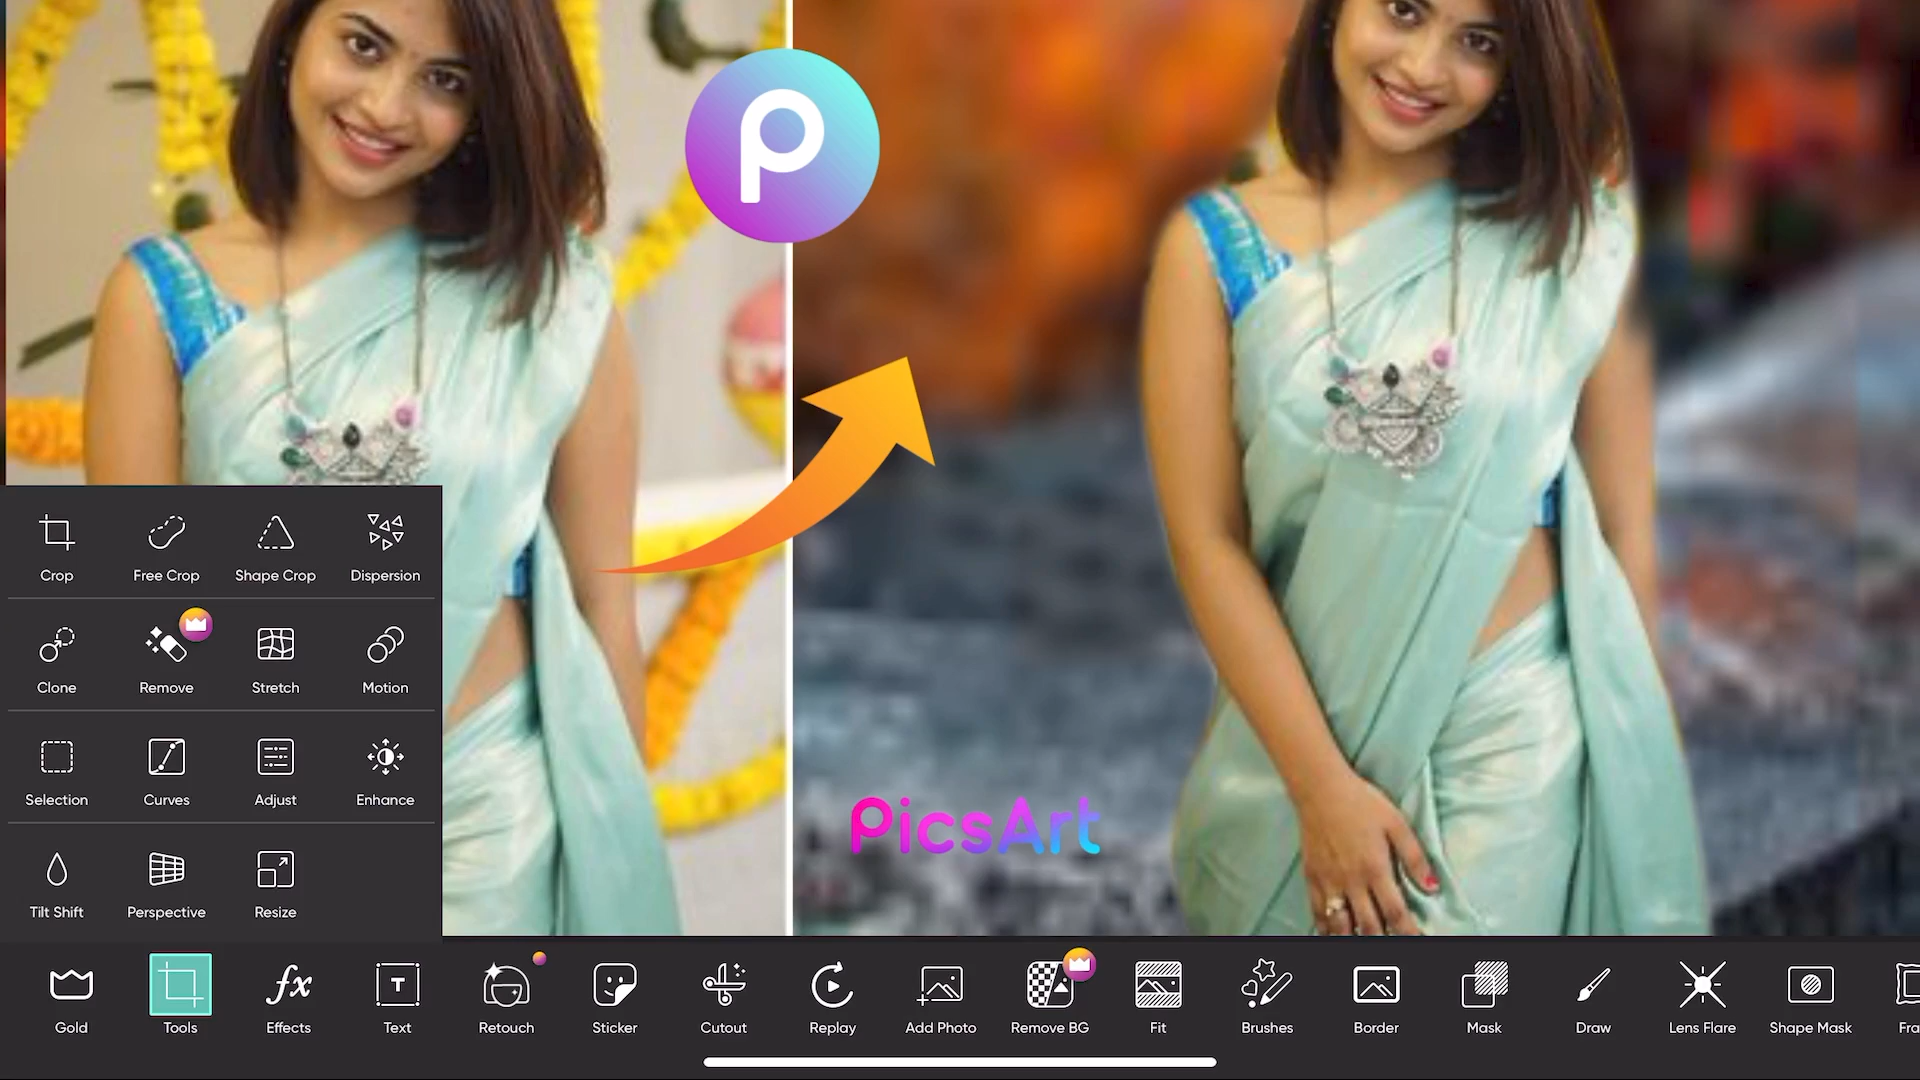 P
PicsArt
Crop Free Crop Shape Crop Dispersion
Clone Remove Stretch Motion
Selection Curves Adjust Enhance
Tilt Shift Perspective Resize
Gold Tools Effects Text Retouch Sticker Cutout Replay Add Photo Remove BG Fit Brushes Border Mask Draw Lens Flare Shape Mask Fra